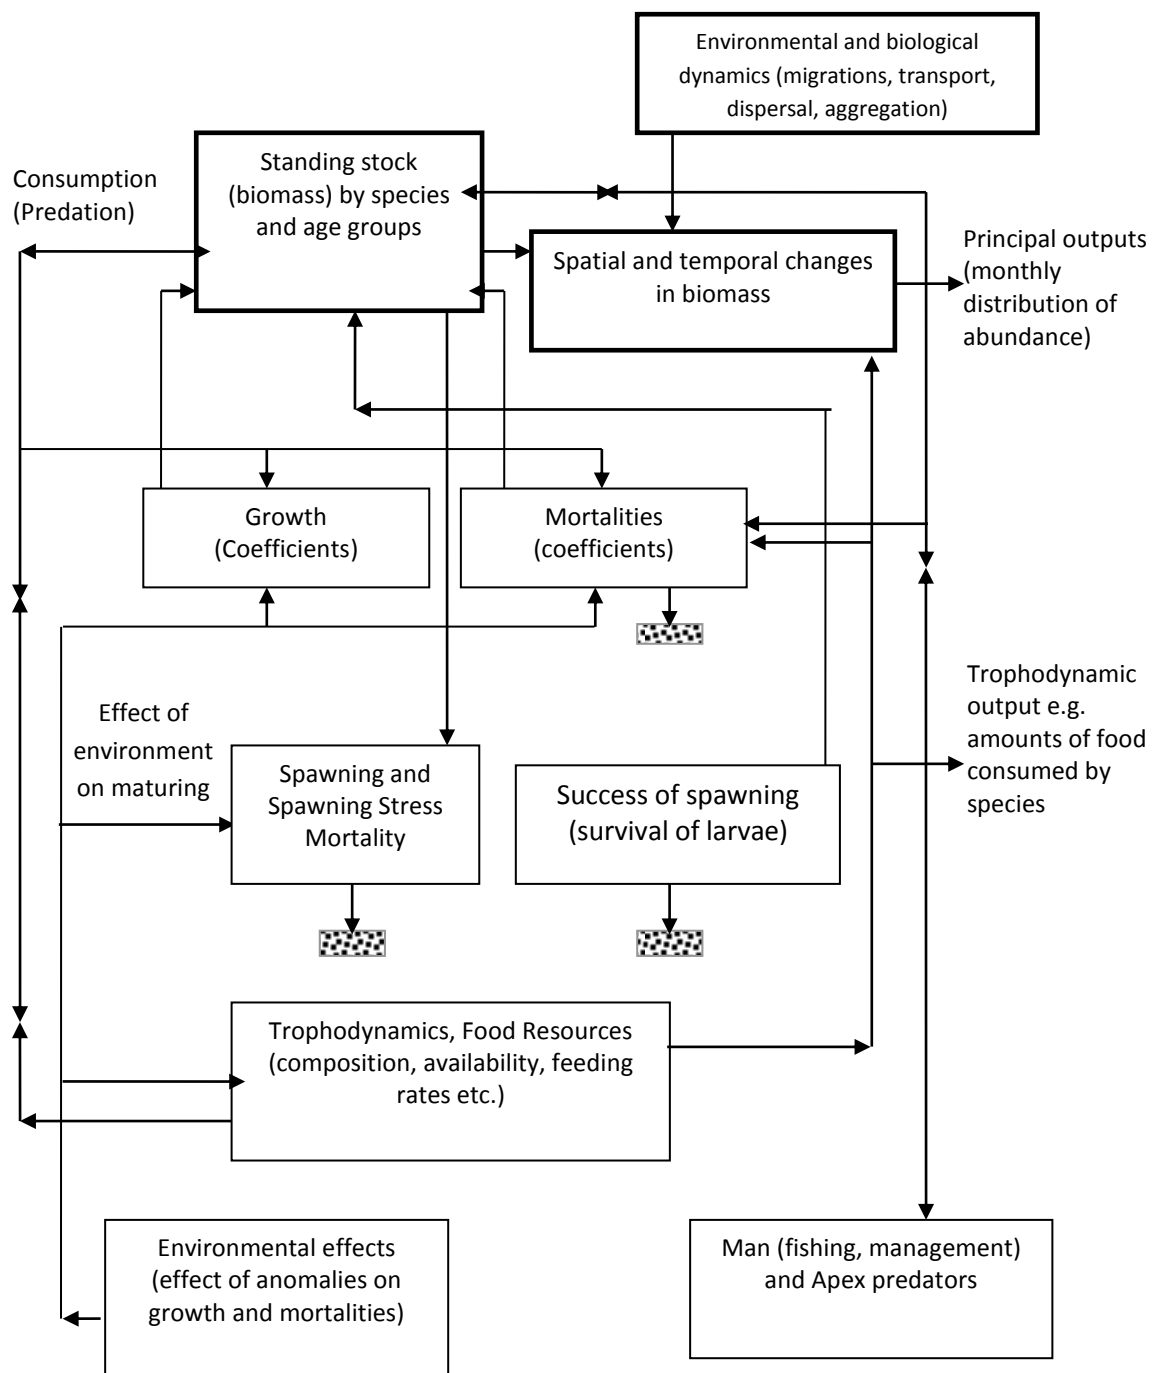 Environmental and biological
dynamics (migrations, transport,
dispersal, aggregation)
Standing stock
(biomass) by species
and age groups
Consumption
(Predation)
Spatial and temporal changes
in biomass
Principal outputs
(monthly
distribution of
abundance)
Growth
(Coefficients)
Mortalities
(coefficients)
Effect of
environment
on maturing
Spawning and
Spawning Stress
Mortality
Success of spawning
(survival of larvae)
Trophodynamic
output e.g.
amounts of food
consumed by
species
Trophodynamics, Food Resources
(composition, availability, feeding
rates etc.)
Environmental effects
(effect of anomalies on
growth and mortalities)
Man (fishing, management)
and Apex predators